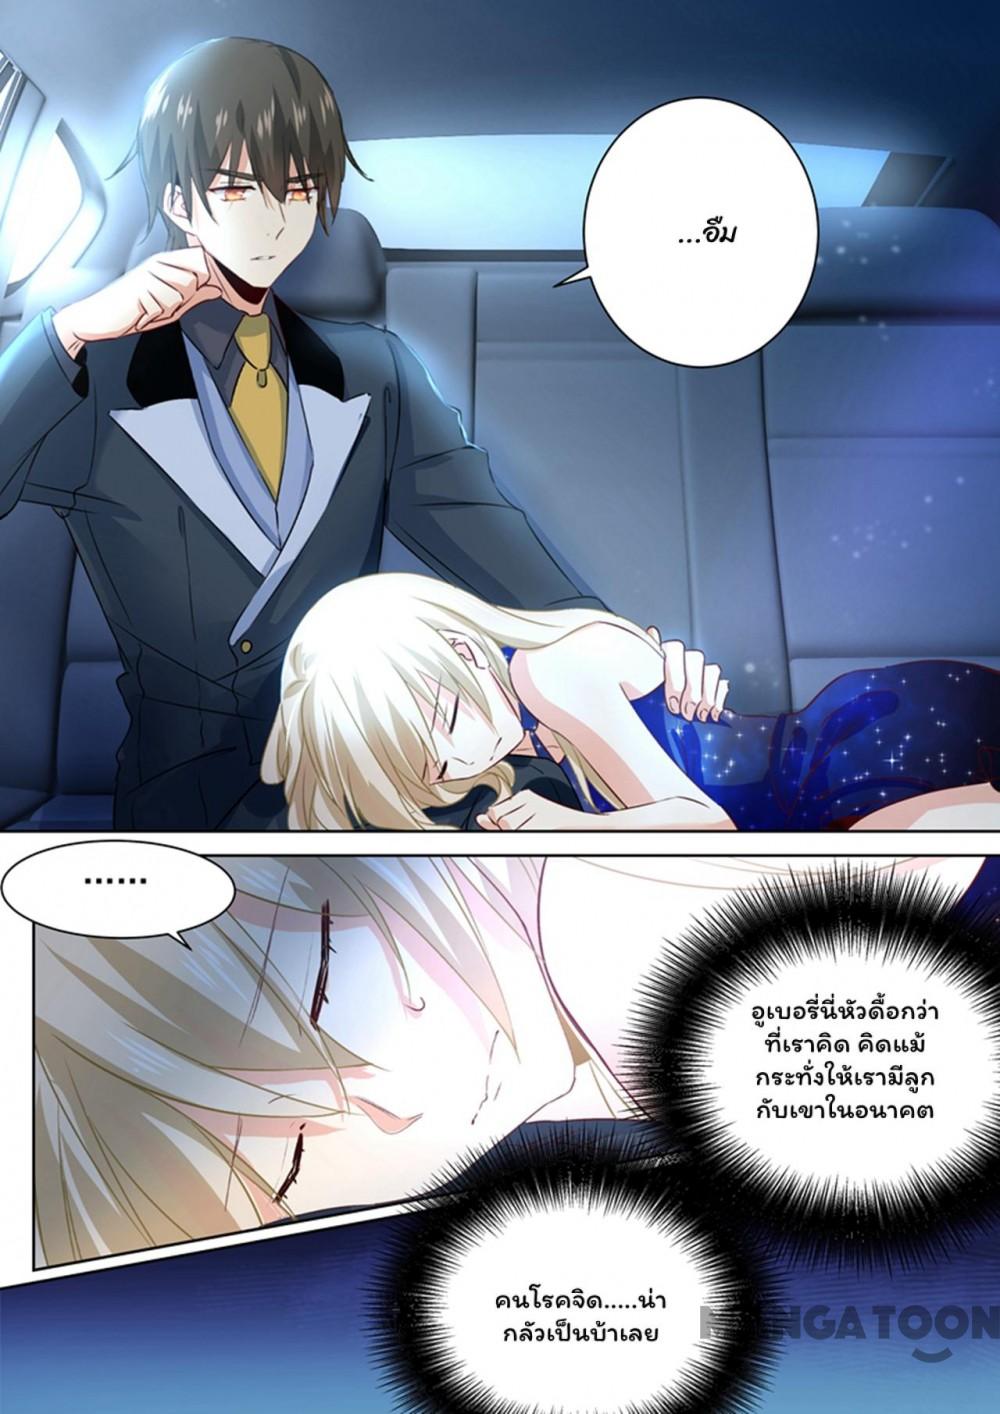 ...อืม
......
อูเบอรี่นี่หัวดื้อกว่า
ที่เราคิด คิดแม้
กระทั่งให้เรามีลูก
กับเขาในอนาคต
คนโรคจิต.....น่า
กลัวเป็นบ้าเลย
MANGATOON